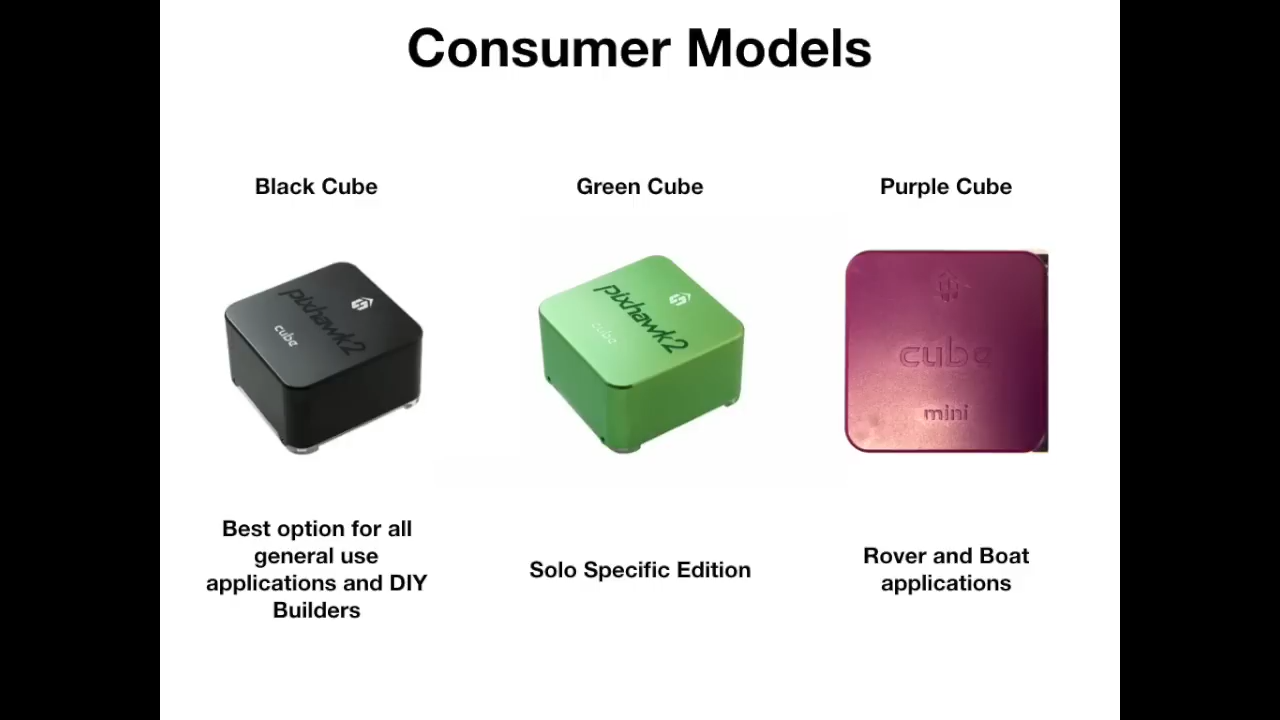 Consumer Models
Black Cube
Green Cube
Purple Cube
pixhawk2
cube
pixhawk2
cube
cube
mini
Best option for all
general use
applications and DIY
Builders
Solo Specific Edition
Rover and Boat
applications